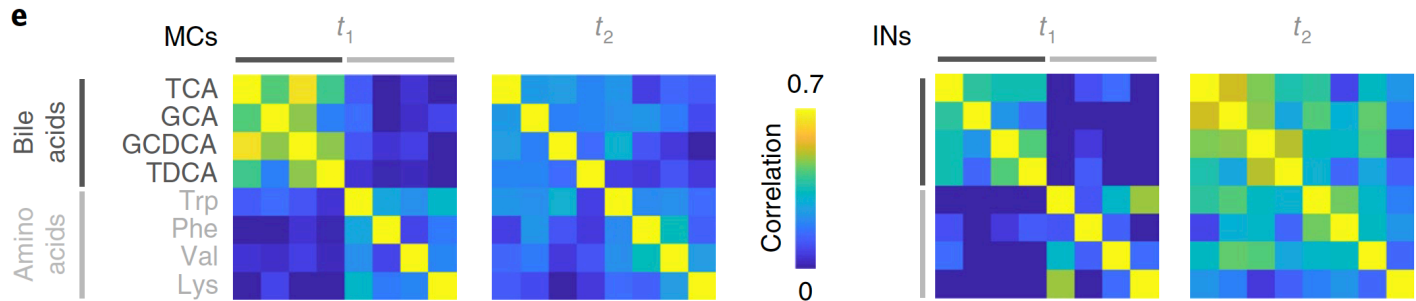 e
MCs
t1
t2
INs
t1
t2
Bile acids
TCA
GCA
GCDCA
TDCA
Amino acids
Trp
Phe
Val
Lys
0.7
Correlation
0